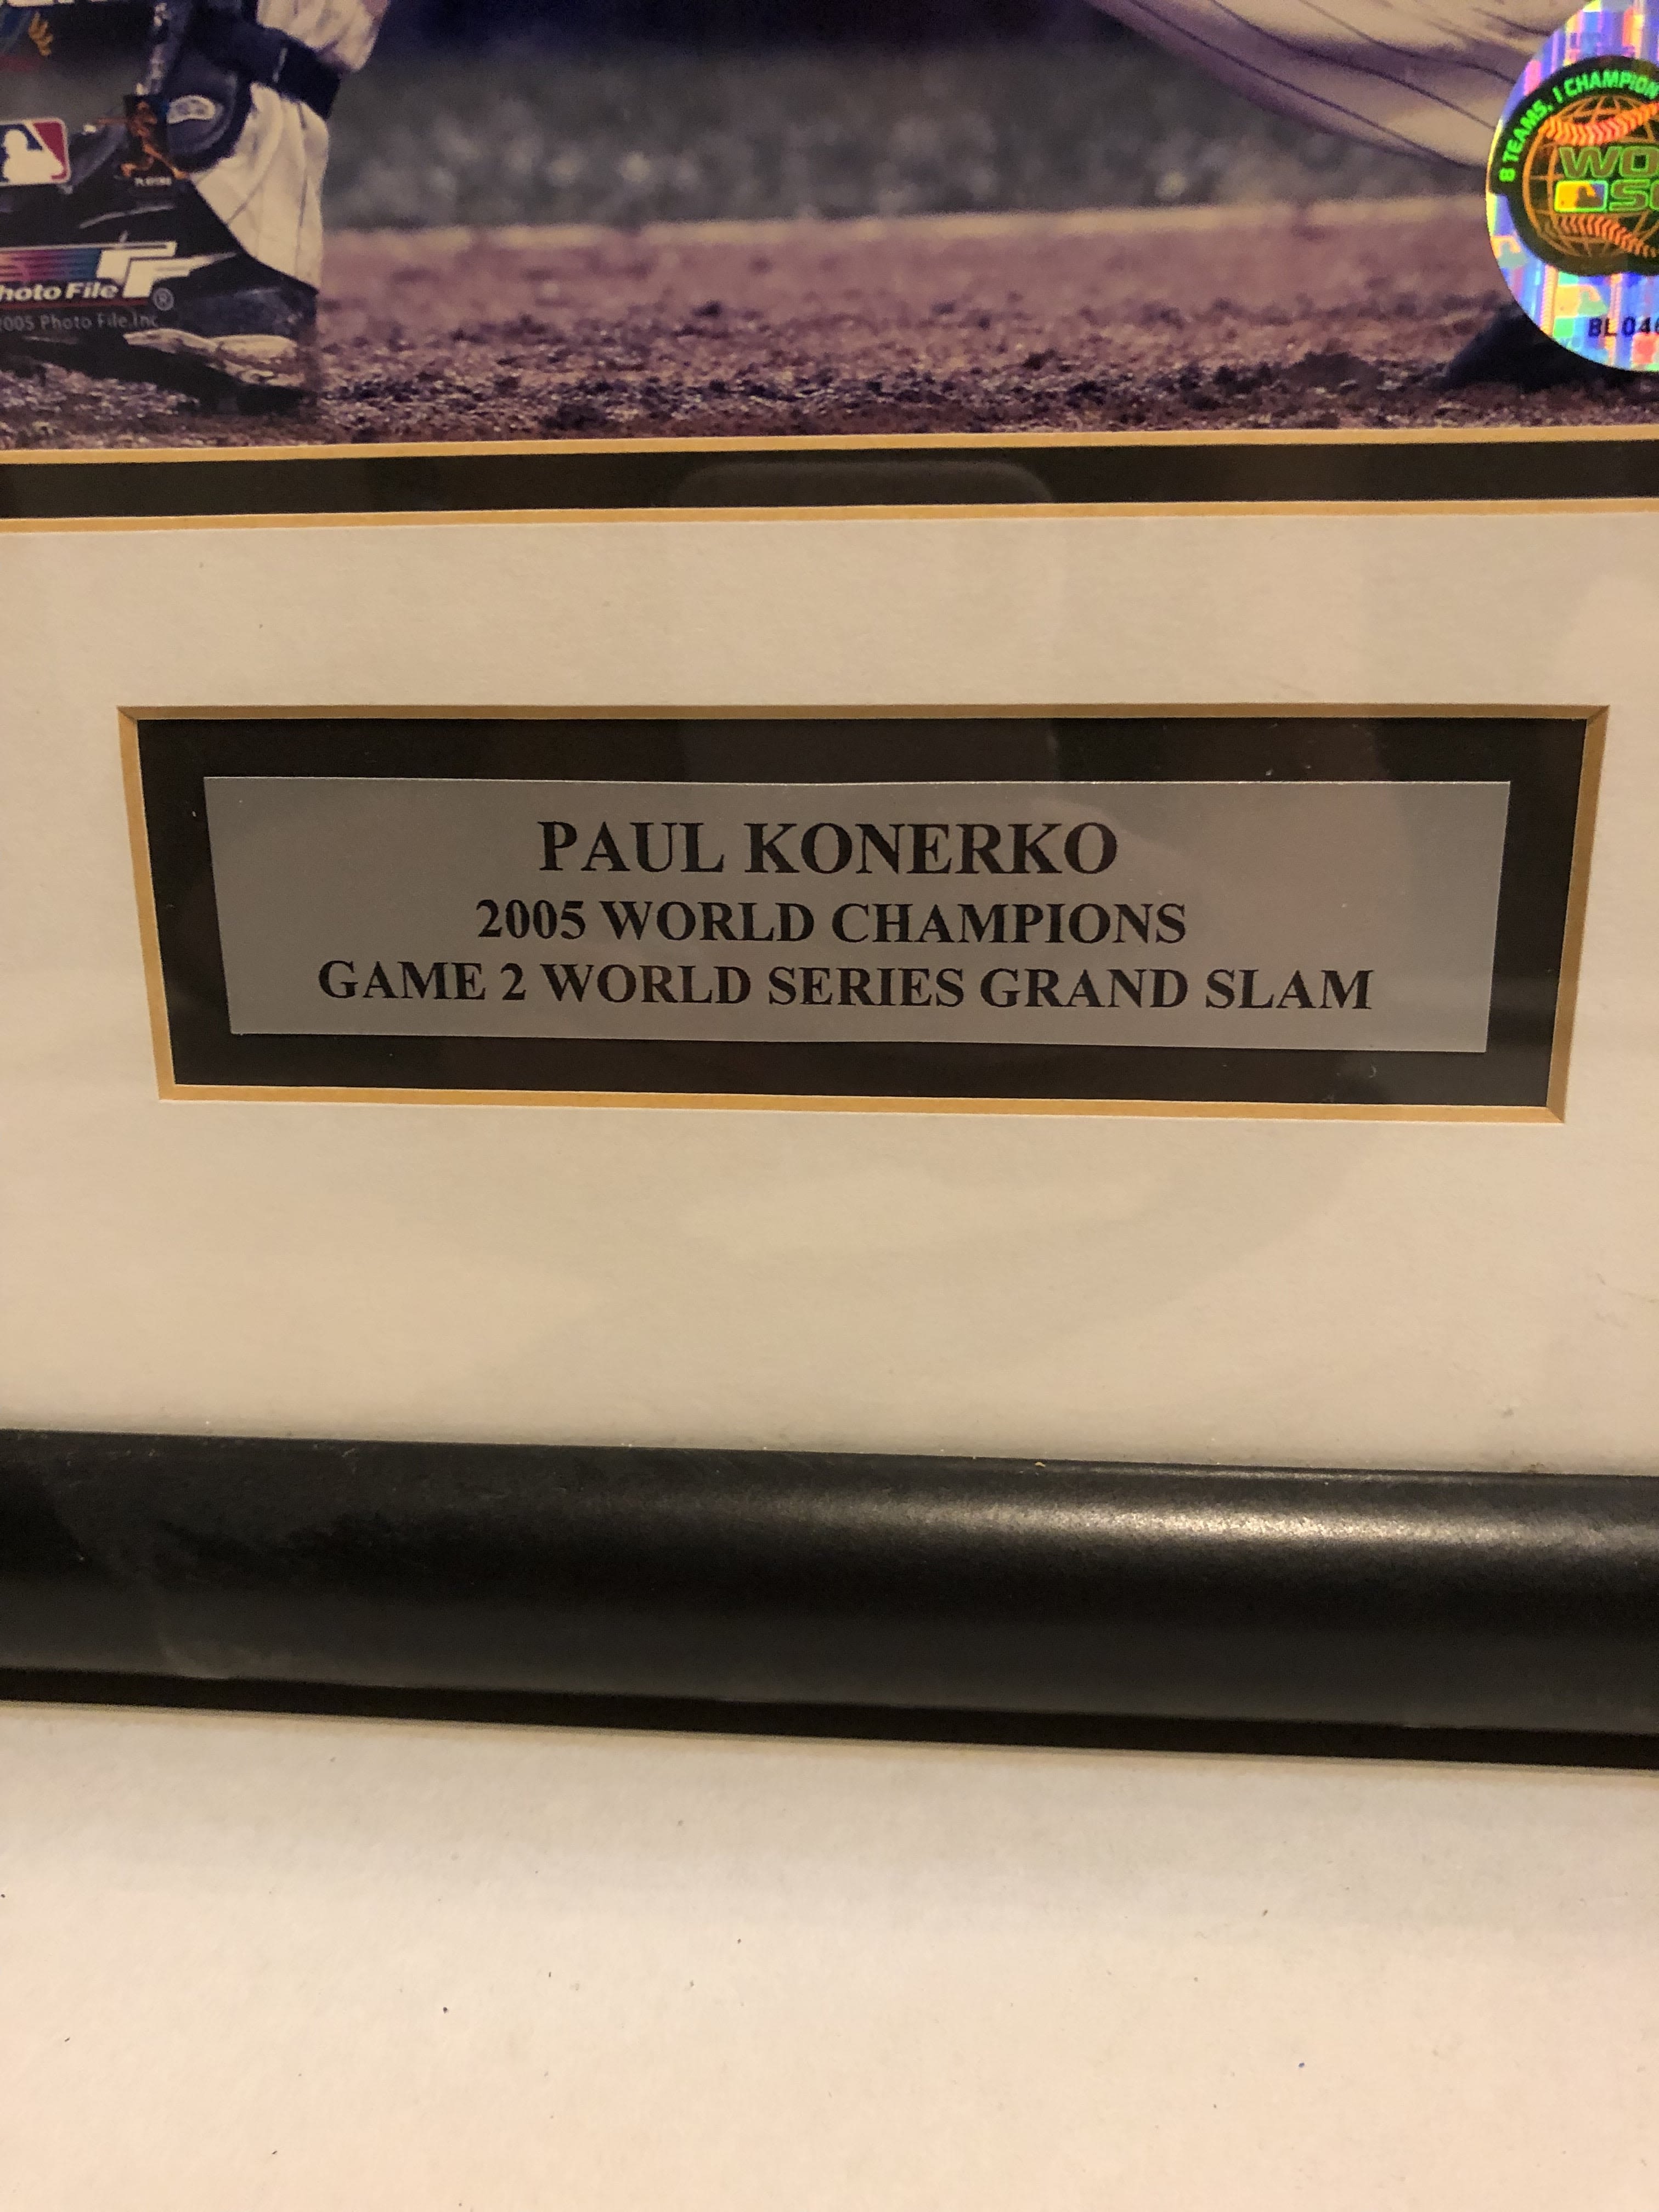 8 TEAMS, 1 CHAMPION
hoto File
®
2005 Photo File,Inc
PAUL KONERKO
2005 WORLD CHAMPIONS
GAME 2 WORLD SERIES GRAND SLAM